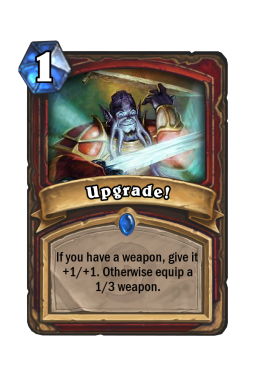 1
Upgrade!
If you have a weapon, give it
+1/+1. Otherwise equip a
1/3 weapon.